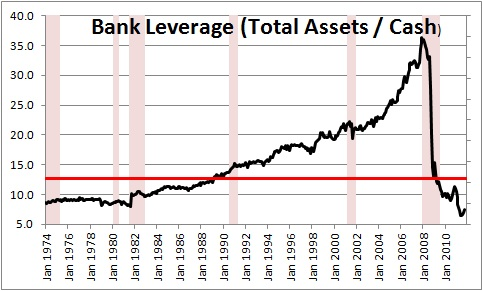 Bank Leverage (Total Assets / Cash)
40.0
35.0
30.0
25.0
20.0
15.0
10.0
5.0
Jan 1974
Jan 1976
Jan 1978
Jan 1980
Jan 1982
Jan 1984
Jan 1986
Jan 1988
Jan 1990
Jan 1992
Jan 1994
Jan 1996
Jan 1998
Jan 2000
Jan 2002
Jan 2004
Jan 2006
Jan 2008
Jan 2010